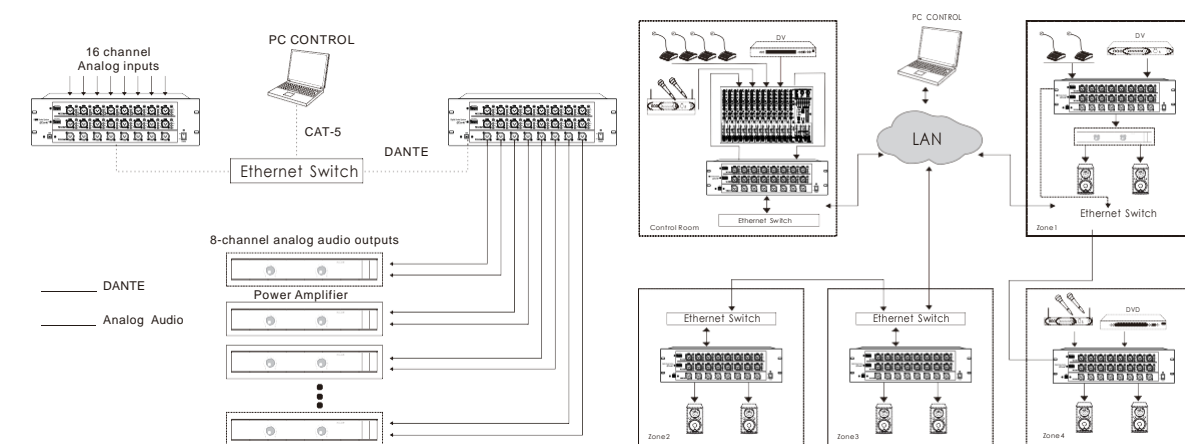 16 channel
Analog inputs
PC CONTROL
CAT-5
DANTE
Ethernet Switch
8-channel analog audio outputs
Power Amplifier
DANTE
Analog Audio
PC CONTROL
DV
LAN
Ethernet Switch
Control Room
DV
Ethernet Switch
Zone1
Ethernet Switch
Zone2
Ethernet Switch
Zone3
DVD
Zone4